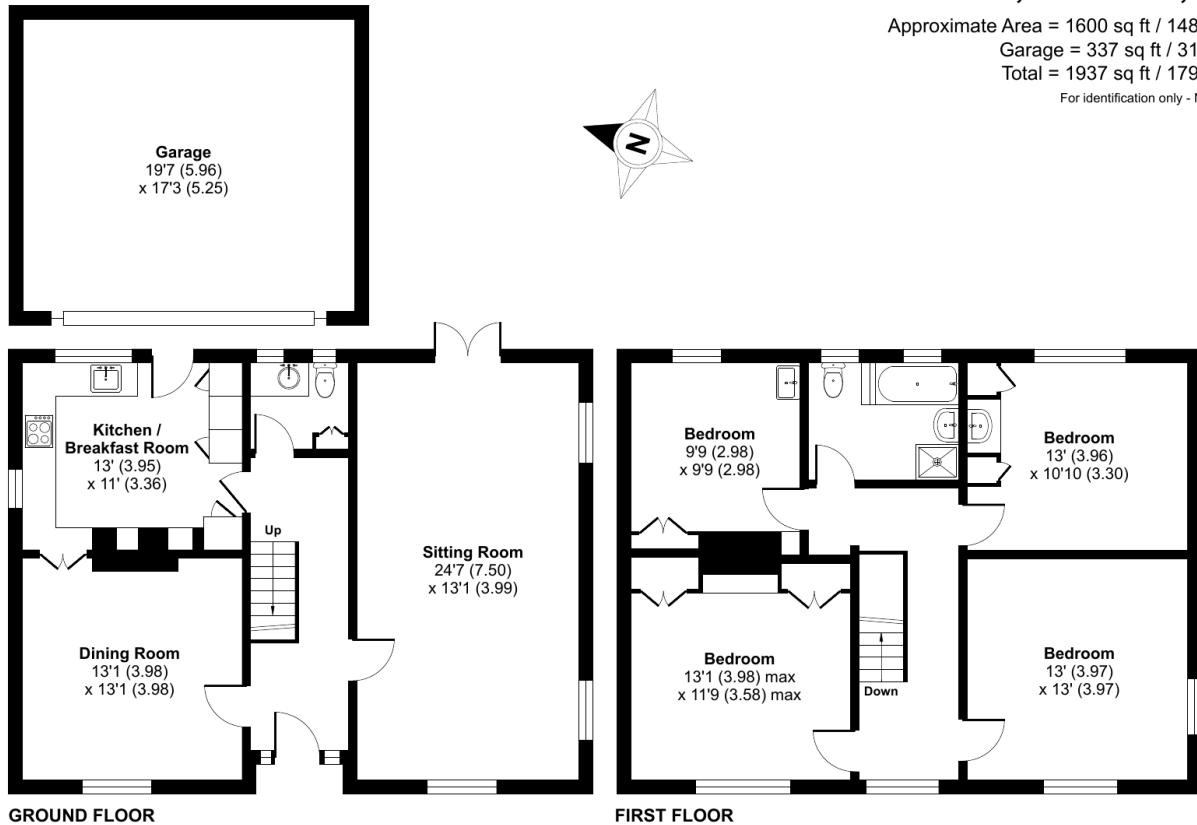 Approximate Area = 1600 sq ft / 148
Garage = 337 sq ft / 31
Total = 1937 sq ft / 179
For identification only -
Garage
19'7 (5.96)
x 17'3 (5.25)
N
Kitchen /
Breakfast Room
13' (3.95)
x 11' (3.36)
Up
Sitting Room
24'7 (7.50)
x 13'1 (3.99)
Dining Room
13'1 (3.98)
x 13'1 (3.98)
GROUND FLOOR
Bedroom
9'9 (2.98)
x 9'9 (2.98)
Bedroom
13' (3.96)
x 10'10 (3.30)
Bedroom
13'1 (3.98) max
x 11'9 (3.58) max
Down
Bedroom
13' (3.97)
x 13' (3.97)
FIRST FLOOR